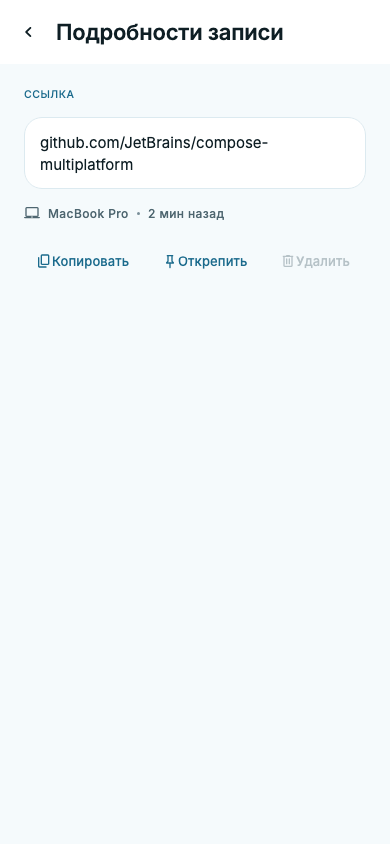 Подробности записи
ССЫЛКА
github.com/JetBrains/compose-
multiplatform
MacBook Pro • 2 мин назад
Копировать Открепить Удалить